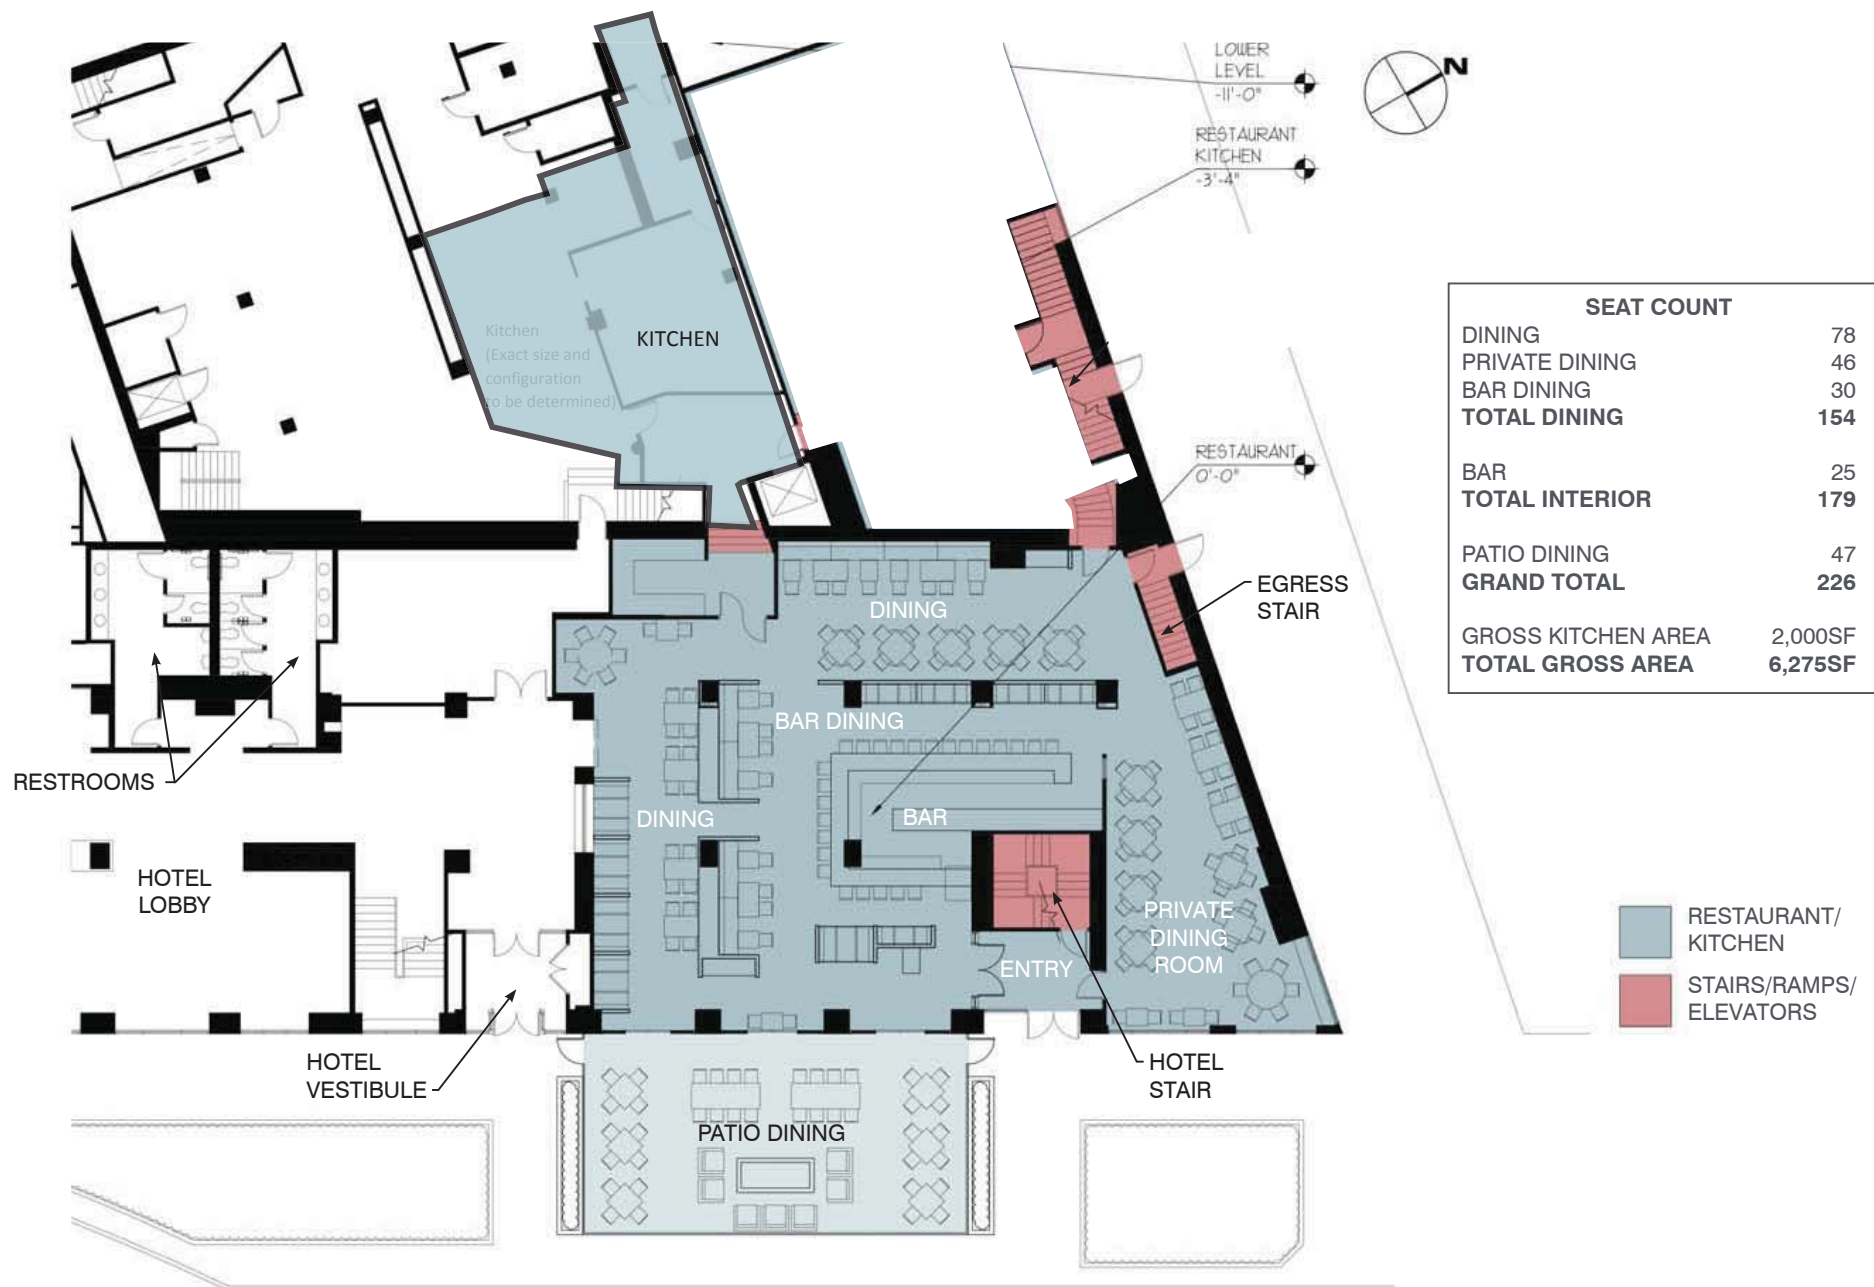 LOWER
LEVEL
-11'-0"
N
RESTAURANT
KITCHEN
-3'-4"
Kitchen
(Exact size and
configuration
to be determined)
KITCHEN
SEAT COUNT
DINING 78
PRIVATE DINING 46
BAR DINING 30
TOTAL DINING 154
BAR 25
TOTAL INTERIOR 179
PATIO DINING 47
GRAND TOTAL 226
GROSS KITCHEN AREA 2,000SF
TOTAL GROSS AREA 6,275SF
RESTAURANT
0'-0"
EGRESS
STAIR
DINING
BAR DINING
RESTROOMS
DINING
BAR
HOTEL
LOBBY
PRIVATE
DINING
ROOM
ENTRY
RESTAURANT/
KITCHEN
STAIRS/RAMPS/
ELEVATORS
HOTEL
VESTIBULE
HOTEL
STAIR
PATIO DINING